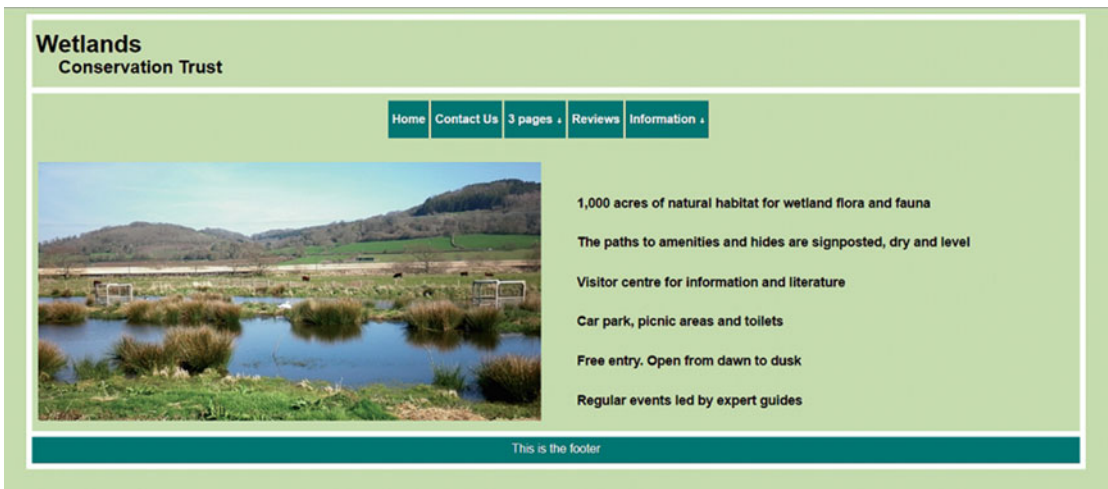 Wetlands
Conservation Trust
Home Contact Us 3 pages ↓ Reviews Information ↓
1,000 acres of natural habitat for wetland flora and fauna
The paths to amenities and hides are signposted, dry and level
Visitor centre for information and literature
Car park, picnic areas and toilets
Free entry. Open from dawn to dusk
Regular events led by expert guides
This is the footer